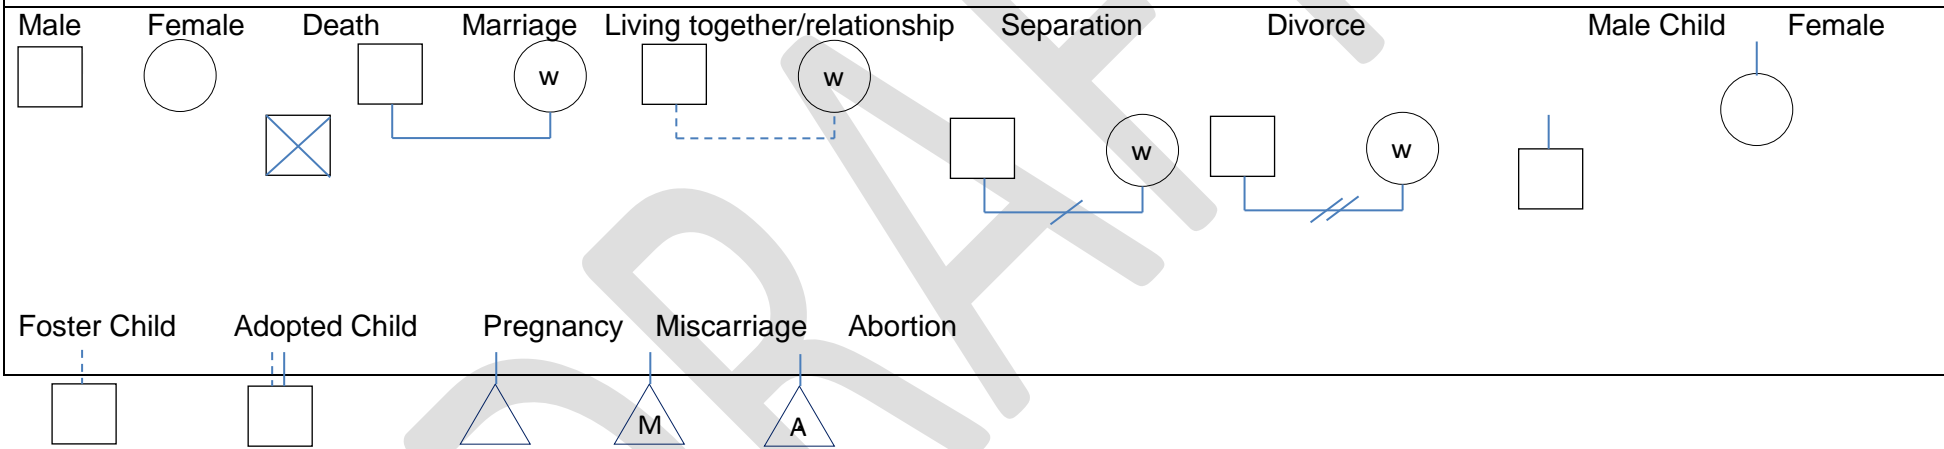 Male Female Death Marriage Living together/relationship Separation Divorce Male Child Female
w w
w w
Foster Child Adopted Child Pregnancy Miscarriage Abortion
M A
DRAFT